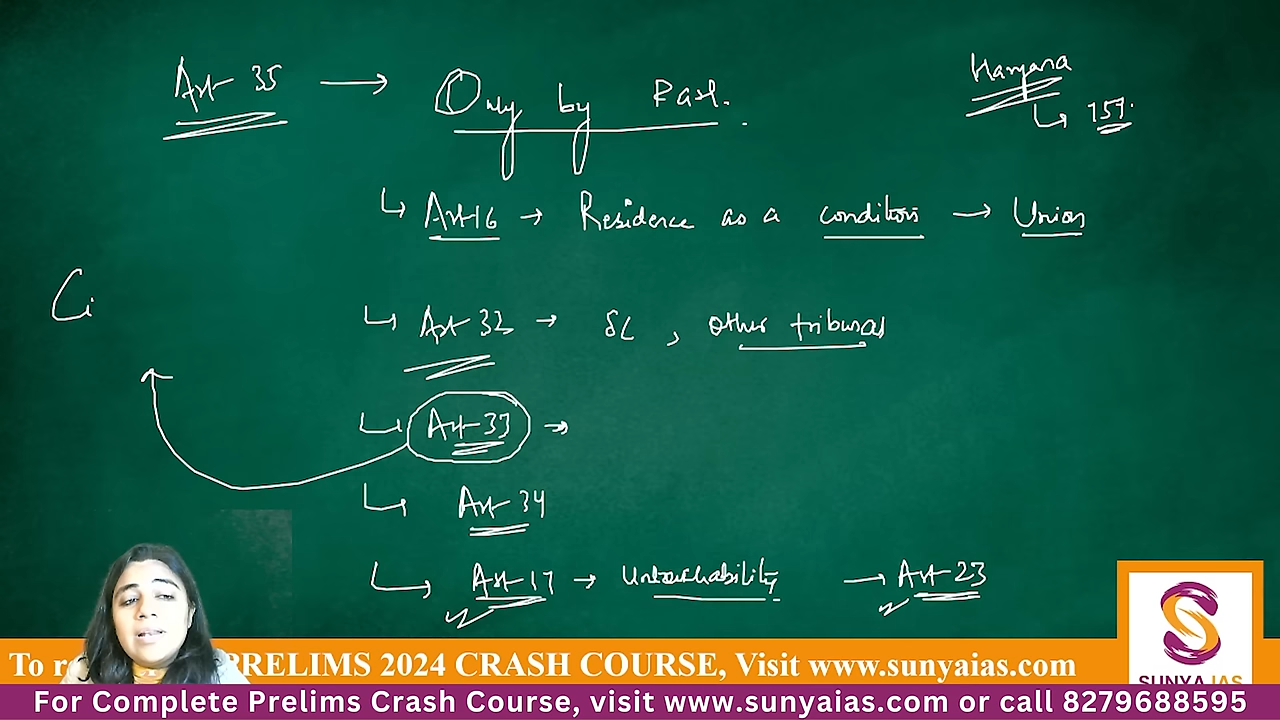 Art 35 → Only by Parl.
Haryana
↳ 75%.
↳ Art 16 → Residence as a condition → Union
Ci
↳ Art 32 → SC, other tribunal
↳ Art 33 →
↳ Art 34
↳ Art 17 → Untouchability → Art 23
SUNYA IAS
To r PRELIMS 2024 CRASH COURSE, Visit www.sunyaias.com
For Complete Prelims Crash Course, visit www.sunyaias.com or call 8279688595